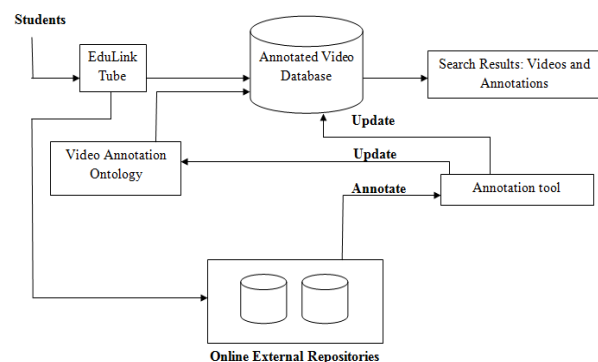 Students
EduLink
Tube
Annotated Video
Database
Search Results: Videos and
Annotations
Update
Video Annotation
Ontology
Update
Annotate
Annotation tool
Online External Repositories